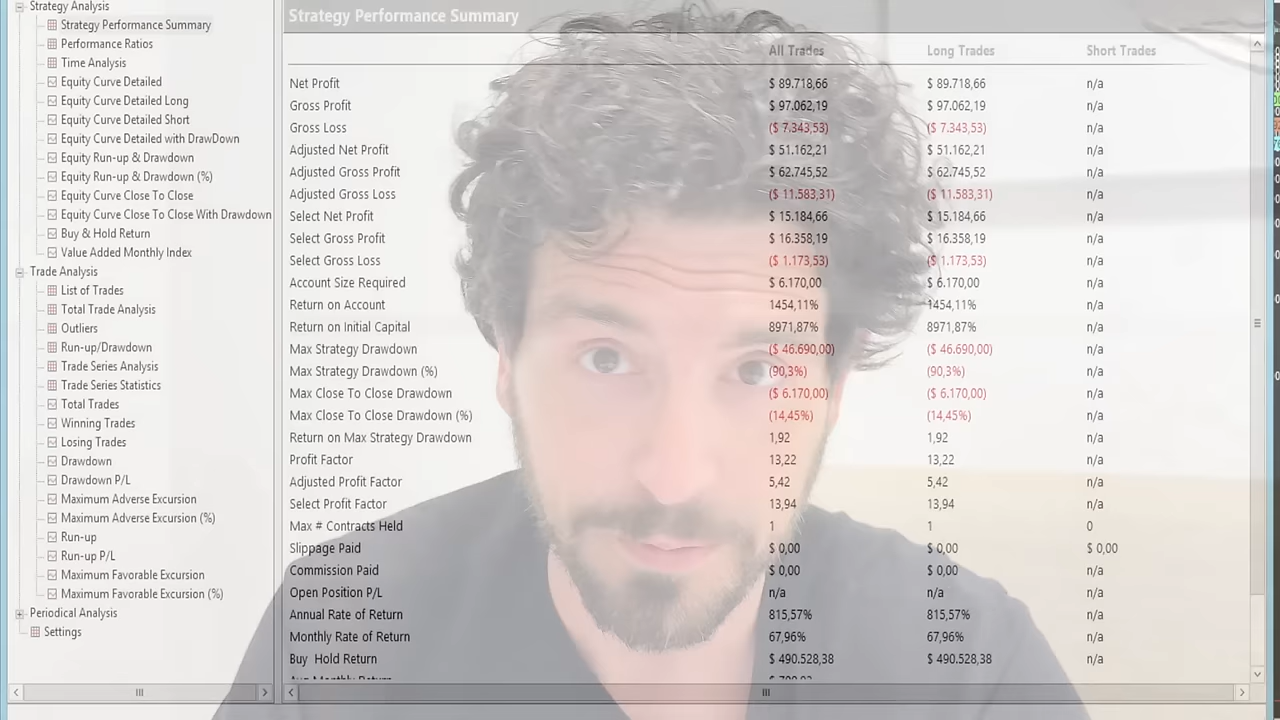 Strategy Analysis
Strategy Performance Summary
Performance Ratios
Time Analysis
Equity Curve Detailed
Equity Curve Detailed Long
Equity Curve Detailed Short
Equity Curve Detailed with DrawDown
Equity Run-up & Drawdown
Equity Run-up & Drawdown (%)
Equity Curve Close To Close
Equity Curve Close To Close With Drawdown
Buy & Hold Return
Value Added Monthly Index
Trade Analysis
List of Trades
Total Trade Analysis
Outliers
Run-up/Drawdown
Trade Series Analysis
Trade Series Statistics
Total Trades
Winning Trades
Losing Trades
Drawdown
Drawdown P/L
Maximum Adverse Excursion
Maximum Adverse Excursion (%)
Run-up
Run-up P/L
Maximum Favorable Excursion
Maximum Favorable Excursion (%)
Periodical Analysis
Settings
Strategy Performance Summary
All Trades Long Trades Short Trades
Net Profit $ 89.718,66 $ 89.718,66 n/a
Gross Profit $ 97.062,19 $ 97.062,19 n/a
Gross Loss ($ 7.343,53) ($ 7.343,53) n/a
Adjusted Net Profit $ 51.162,21 $ 51.162,21 n/a
Adjusted Gross Profit $ 62.745,52 $ 62.745,52 n/a
Adjusted Gross Loss ($ 11.583,31) ($ 11.583,31) n/a
Select Net Profit $ 15.184,66 $ 15.184,66 n/a
Select Gross Profit $ 16.358,19 $ 16.358,19 n/a
Select Gross Loss ($ 1.173,53) ($ 1.173,53) n/a
Account Size Required $ 6.170,00 $ 6.170,00 n/a
Return on Account 1454,11% 1454,11% n/a
Return on Initial Capital 8971,87% 8971,87% n/a
Max Strategy Drawdown ($ 46.690,00) ($ 46.690,00) n/a
Max Strategy Drawdown (%) (90,3%) (90,3%) n/a
Max Close To Close Drawdown ($ 6.170,00) ($ 6.170,00) n/a
Max Close To Close Drawdown (%) (14,45%) (14,45%) n/a
Return on Max Strategy Drawdown 1,92 1,92 n/a
Profit Factor 13,22 13,22 n/a
Adjusted Profit Factor 5,42 5,42 n/a
Select Profit Factor 13,94 13,94 n/a
Max # Contracts Held 1 1 0
Slippage Paid $ 0,00 $ 0,00 $ 0,00
Commission Paid $ 0,00 $ 0,00 n/a
Open Position P/L n/a n/a n/a
Annual Rate of Return 815,57% 815,57% n/a
Monthly Rate of Return 67,96% 67,96% n/a
Buy Hold Return $ 490.528,38 $ 490.528,38 n/a